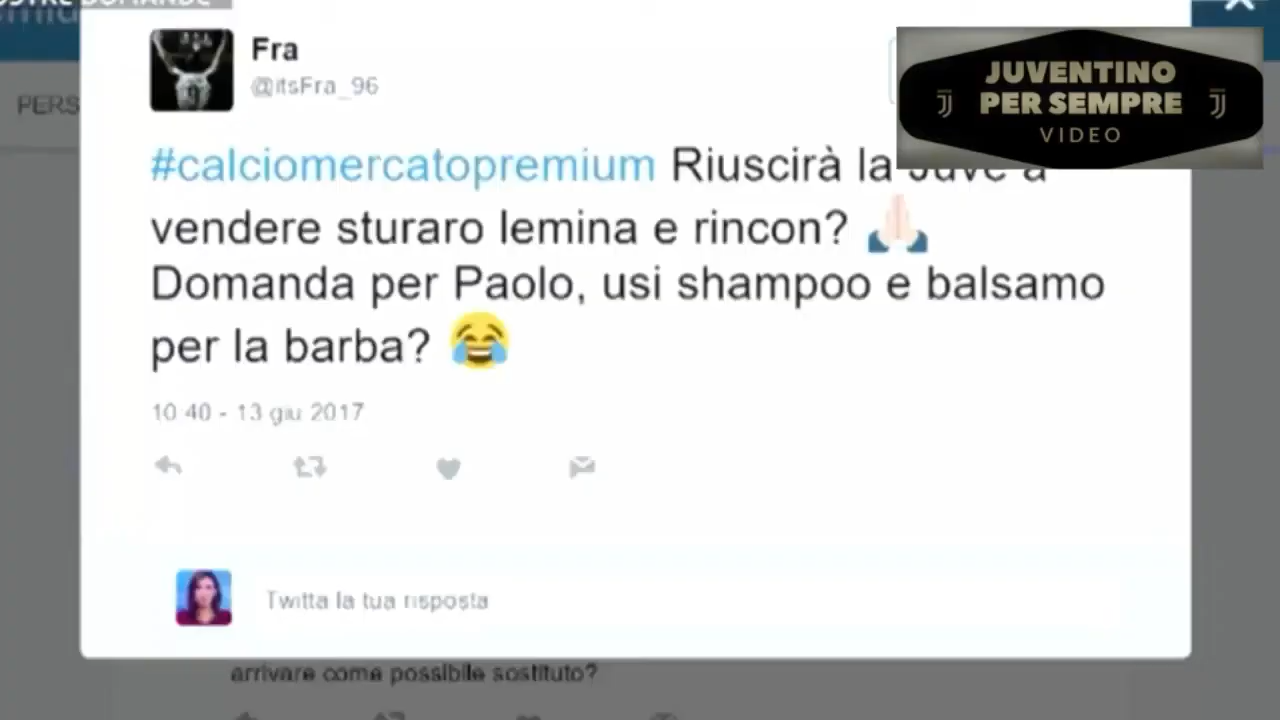 Fra
@itsFra_96
JUVENTINO
PER SEMPRE
VIDEO
PERS
#calciomercatopremium Riuscirà la Juve a
vendere sturaro lemina e rincon? 🙏
Domanda per Paolo, usi shampoo e balsamo
per la barba? 😂
10:40 - 13 giu 2017
Twitta la tua risposta
arrivare come possibile sostituto?